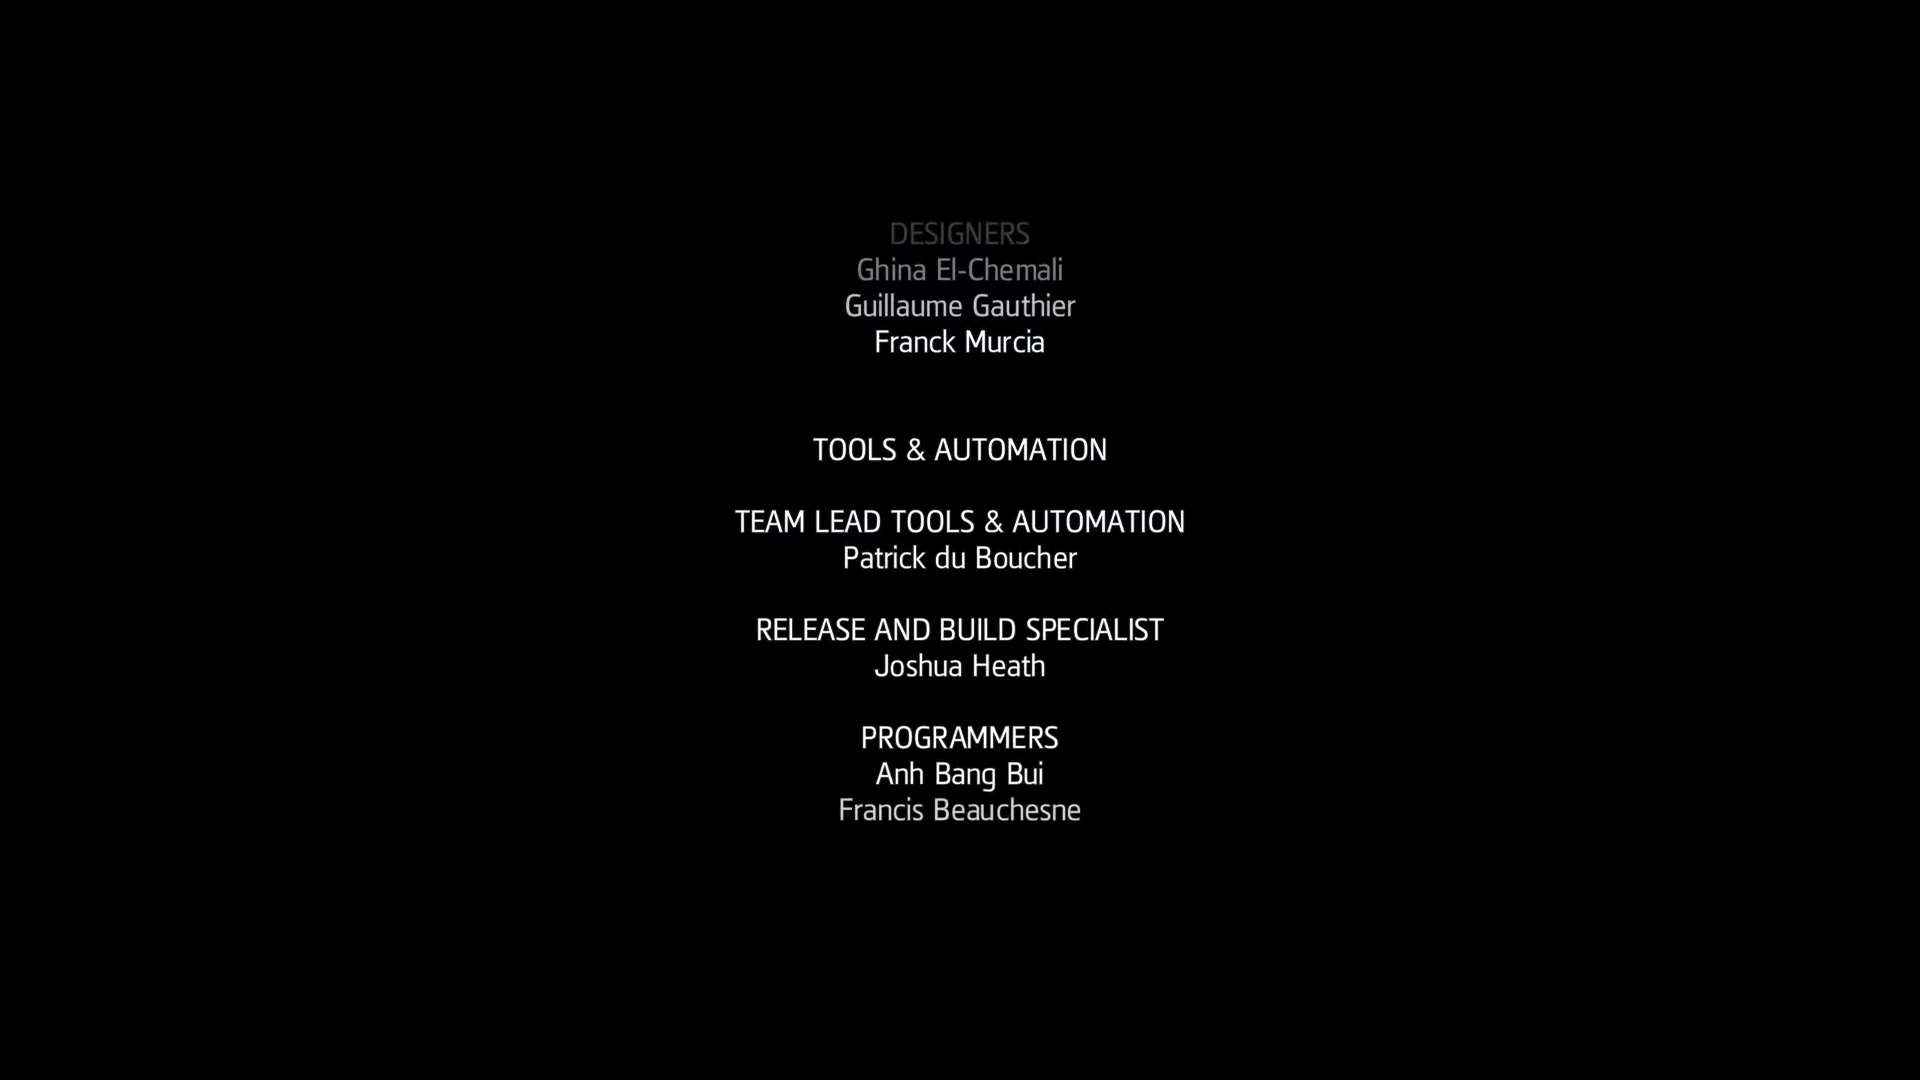 DESIGNERS
Ghina El-Chemali
Guillaume Gauthier
Franck Murcia
TOOLS & AUTOMATION
TEAM LEAD TOOLS & AUTOMATION
Patrick du Boucher
RELEASE AND BUILD SPECIALIST
Joshua Heath
PROGRAMMERS
Anh Bang Bui
Francis Beauchesne